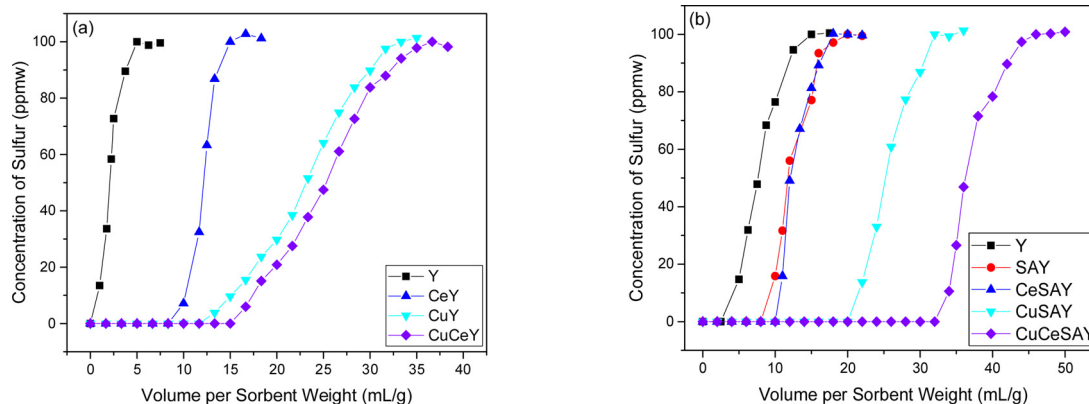 (a)
Concentration of Sulfur (ppmw)
100
80
60
40
20
0
0 5 10 15 20 25 30 35 40
Volume per Sorbent Weight (mL/g)
Y
CeY
CuY
CuCeY
(b)
Concentration of Sulfur (ppmw)
100
80
60
40
20
0
0 10 20 30 40 50
Volume per Sorbent Weight (mL/g)
Y
SAY
CeSAY
CuSAY
CuCeSAY